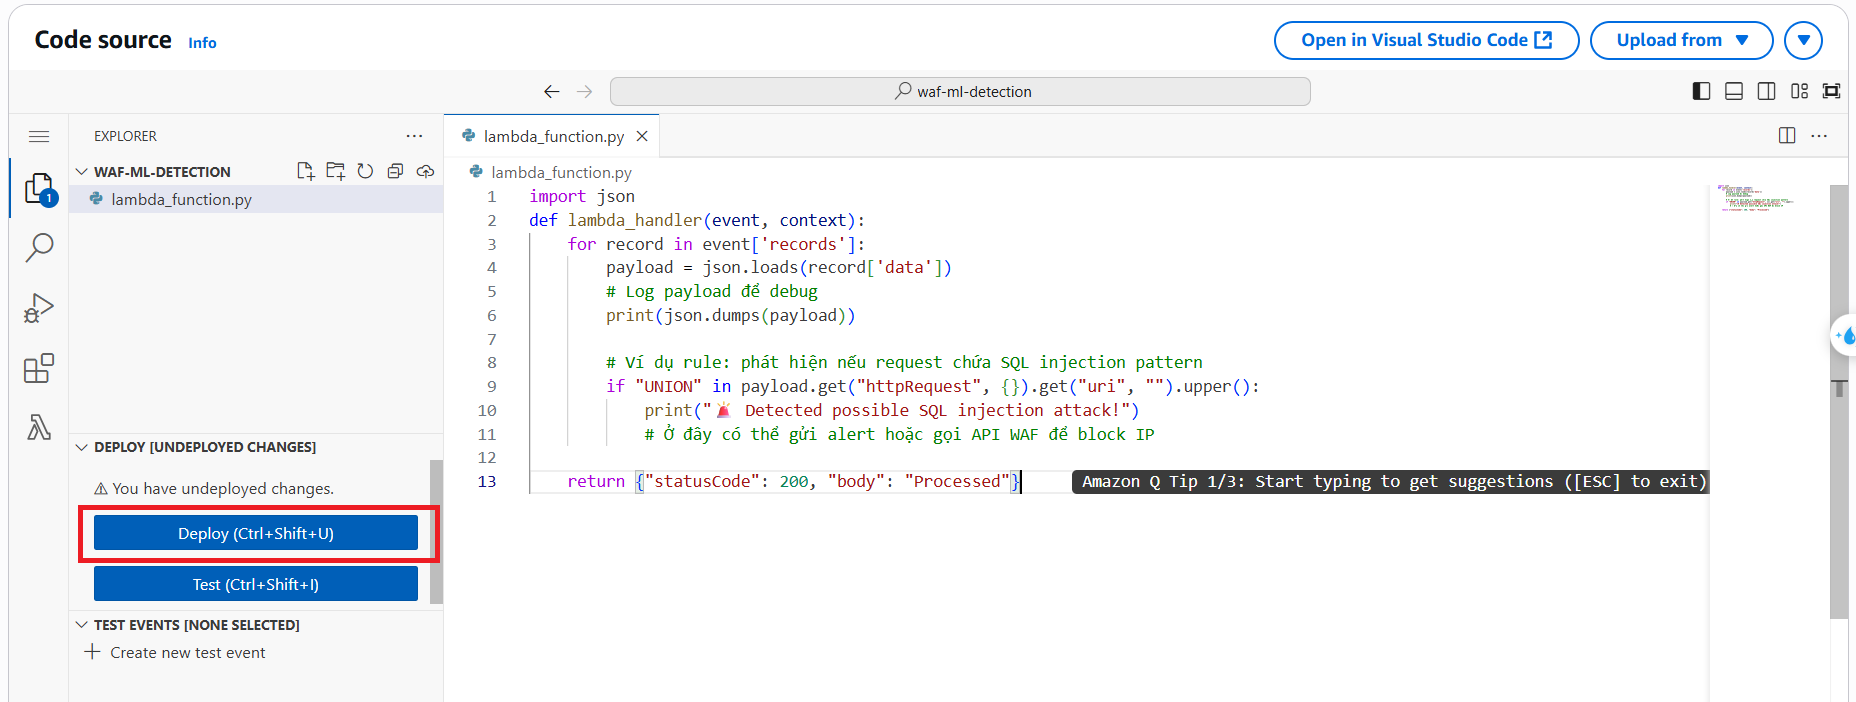 Code source Info
Open in Visual Studio Code
Upload from
waf-ml-detection
EXPLORER
WAF-ML-DETECTION
lambda_function.py
1
DEPLOY [UNDEPLOYED CHANGES]
You have undeployed changes.
Deploy (Ctrl+Shift+U)
Test (Ctrl+Shift+I)
TEST EVENTS [NONE SELECTED]
Create new test event
lambda_function.py
lambda_function.py
1 import json
2 def lambda_handler(event, context):
3 for record in event['records']:
4 payload = json.loads(record['data'])
5 # Log payload để debug
6 print(json.dumps(payload))
7
8 # Ví dụ rule: phát hiện nếu request chứa SQL injection pattern
9 if "UNION" in payload.get("httpRequest", {}).get("uri", "").upper():
10 print("🚨 Detected possible SQL injection attack!")
11 # Ở đây có thể gửi alert hoặc gọi API WAF để block IP
12
13 return {"statusCode": 200, "body": "Processed"}
Amazon Q Tip 1/3: Start typing to get suggestions ([ESC] to exit)